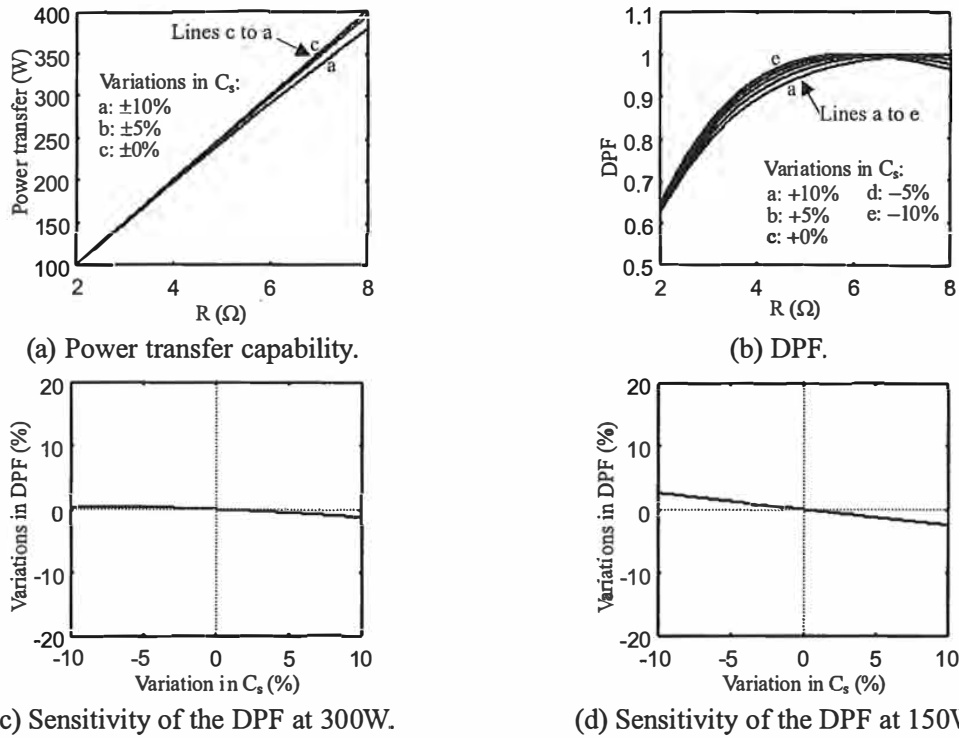 400
350
300
250
200
150
100
Power transfer (W)
Lines c to a
c
a
Variations in Cₛ:
a: ±10%
b: ±5%
c: ±0%
2
4
6
8
R (Ω)
(a) Power transfer capability.
1.1
1
0.9
0.8
0.7
0.6
0.5
DPF
e
a
Lines a to e
Variations in Cₛ:
a: +10% d: −5%
b: +5% e: −10%
c: +0%
2
4
6
8
R (Ω)
(b) DPF.
20
10
0
-10
-20
Variations in DPF (%)
-10
-5
0
5
10
Variation in Cₛ (%)
c) Sensitivity of the DPF at 300W.
20
10
0
-10
-20
Variations in DPF (%)
-10
-5
0
5
10
Variation in Cₛ (%)
(d) Sensitivity of the DPF at 150W